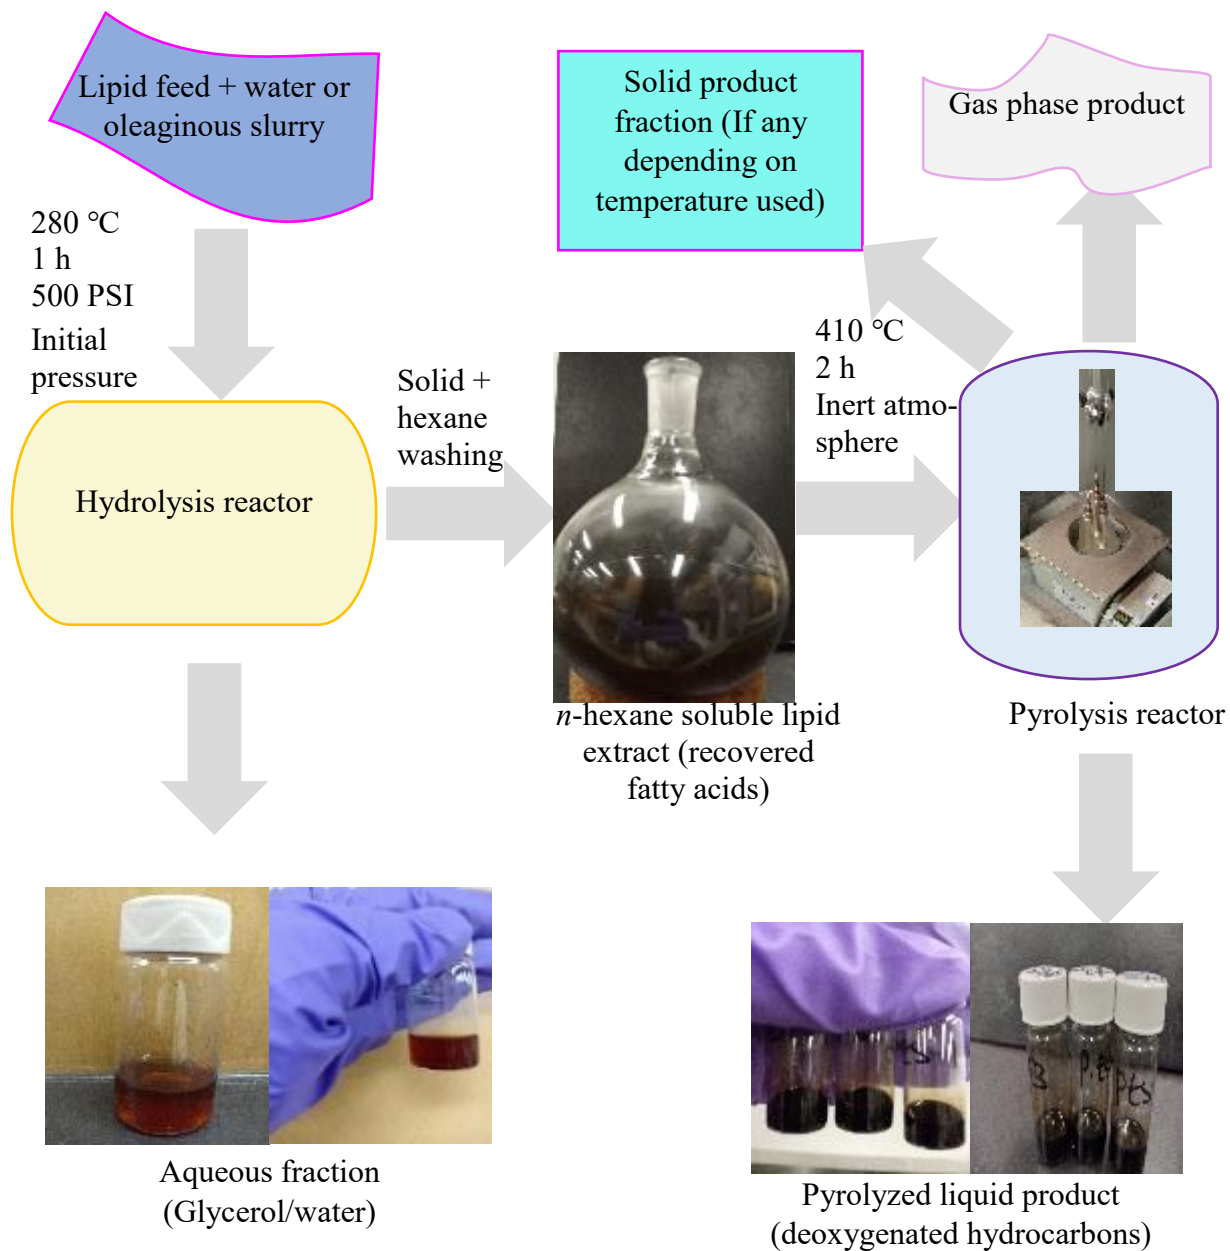 Lipid feed + water or
oleaginous slurry
Solid product
fraction (If any
depending on
temperature used)
Gas phase product
280 °C
1 h
500 PSI
Initial
pressure
Solid +
hexane
washing
410 °C
2 h
Inert atmo-
sphere
Hydrolysis reactor
n-hexane soluble lipid
extract (recovered
fatty acids)
Pyrolysis reactor
Aqueous fraction
(Glycerol/water)
Pyrolyzed liquid product
(deoxygenated hydrocarbons)